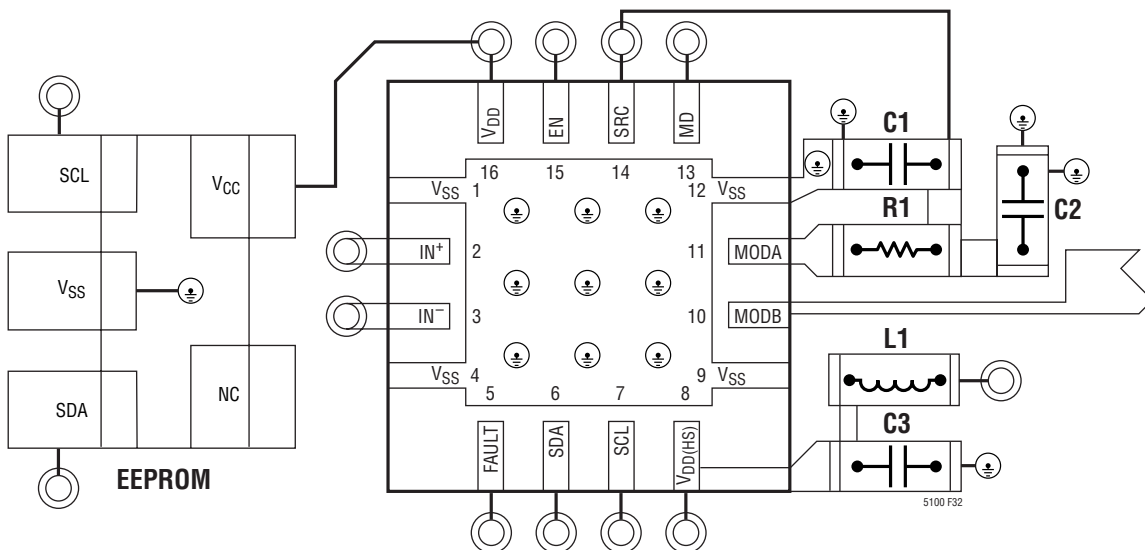 SCL
VCC
VSS
SDA
NC
EEPROM
VDD
EN
SRC
MD
16
15
14
13
VSS
1
12
VSS
IN+
2
11
MODA
IN−
3
10
MODB
VSS
4
9
VSS
5
6
7
8
FAULT
SDA
SCL
VDD(HS)
C1
R1
C2
L1
C3
5100 F32